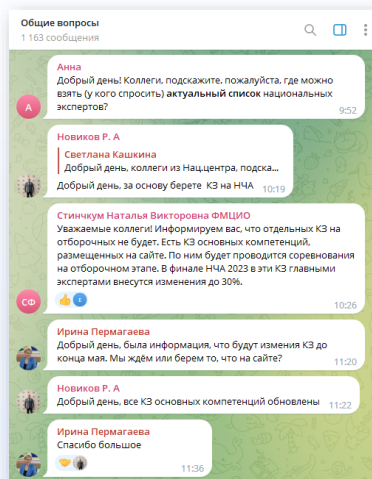 Общие вопросы
1 163 сообщения
Анна
Добрый день! Коллеги, подскажите, пожалуйста, где можно
взять (у кого спросить) актуальный список национальных
экспертов?
9:52
А
Новиков Р. А
Светлана Кашкина
Добрый день, коллеги из Нац.центра, подска...
Добрый день, за основу берете КЗ на НЧА
10:19
Стинчкум Наталья Викторовна ФМЦИО
Уважаемые коллеги! Информируем вас, что отдельных КЗ на
отборочных не будет. Есть КЗ основных компетенций,
размещенных на сайте. По ним будет проводится соревнования
на отборочном этапе. В финале НЧА 2023 в эти КЗ главными
экспертами внесутся изменения до 30%.
СФ
10:26
Ирина Пермагаева
Добрый день, была информация, что будут измения КЗ до
конца мая. Мы ждём или берем то, что на сайте?
11:20
Новиков Р. А
Добрый день, все КЗ основных компетенций обновлены
11:22
Ирина Пермагаева
Спасибо большое
11:36